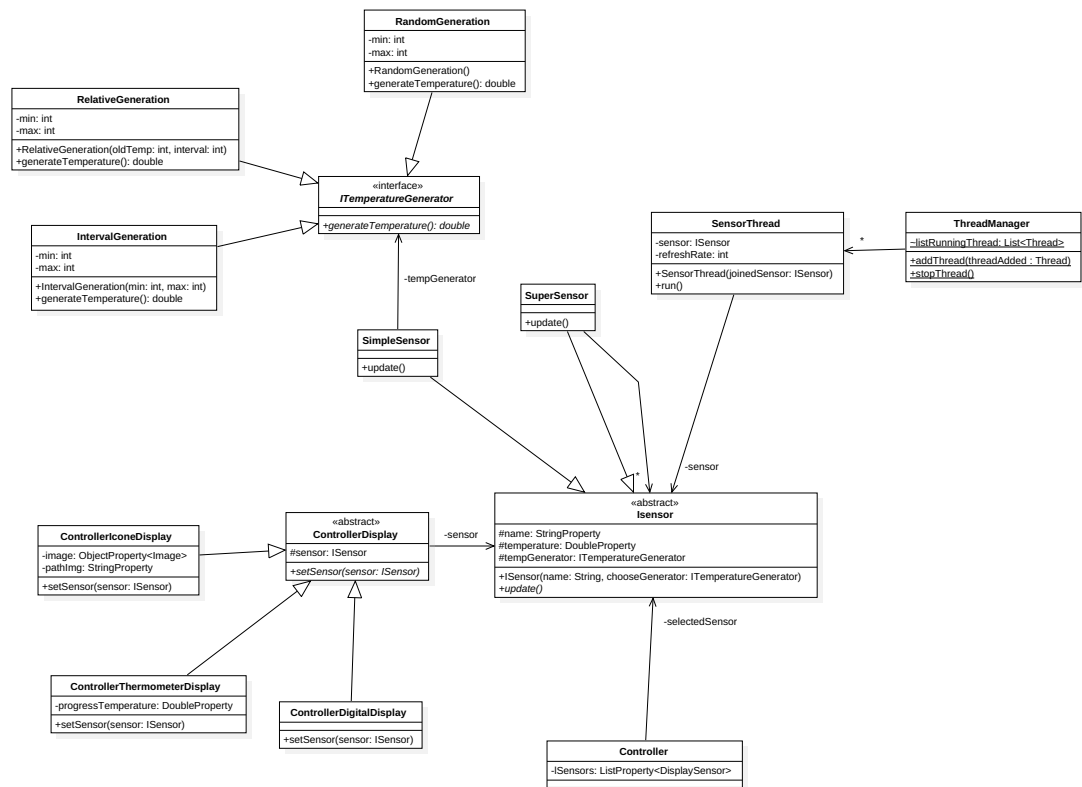 RandomGeneration
-min: int
-max: int
+RandomGeneration()
+generateTemperature(): double
RelativeGeneration
-min: int
-max: int
+RelativeGeneration(oldTemp: int, interval: int)
+generateTemperature(): double
«interface»
ITemperatureGenerator
+generateTemperature(): double
IntervalGeneration
-min: int
-max: int
+IntervalGeneration(min: int, max: int)
+generateTemperature(): double
SensorThread
-sensor: ISensor
-refreshRate: int
+SensorThread(joinedSensor: ISensor)
+run()
*
ThreadManager
~listRunningThread: List<Thread>
+addThread(threadAdded : Thread)
+stopThread()
-tempGenerator
SuperSensor
+update()
SimpleSensor
+update()
-sensor
*
«abstract»
Isensor
#name: StringProperty
#temperature: DoubleProperty
#tempGenerator: ITemperatureGenerator
+ISensor(name: String, chooseGenerator: ITemperatureGenerator)
+update()
«abstract»
ControllerDisplay
#sensor: ISensor
+setSensor(sensor: ISensor)
-sensor
ControllerIconeDisplay
-image: ObjectProperty<Image>
-pathImg: StringProperty
+setSensor(sensor: ISensor)
-selectedSensor
ControllerThermometerDisplay
-progressTemperature: DoubleProperty
+setSensor(sensor: ISensor)
ControllerDigitalDisplay
+setSensor(sensor: ISensor)
Controller
-lSensors: ListProperty<DisplaySensor>